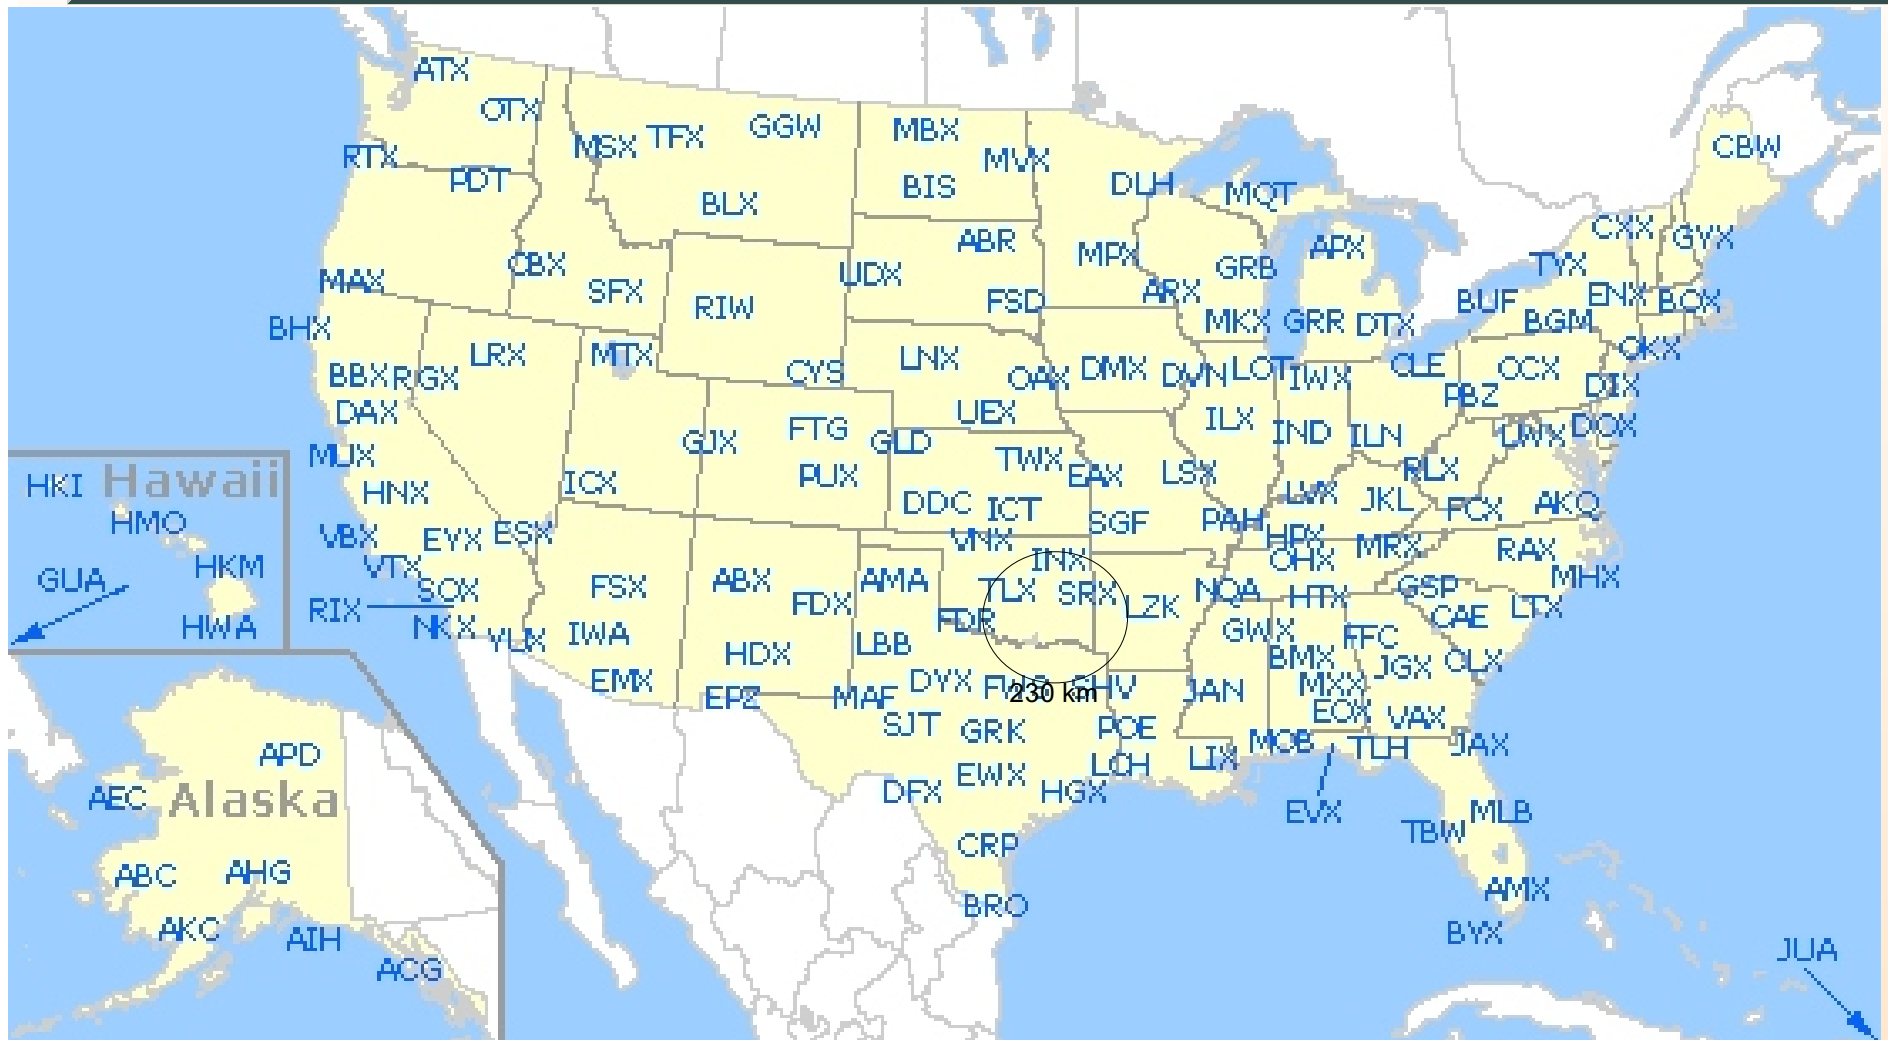 ATX
OTX
MSX TFX GGW
MBX
MVX
CBW
RTX
PDT
BLX
BIS
DLH
MQT
CXX
GYX
MAX
CBX
SFX
RIW
UDX
ABR
MPX
GRB
APX
TYX
BHX
FSD
ARX
MKX GRR DTX
BUF
BGM
ENX BOX
BBX RGX
LRX
MTX
CYS
LNX
OAX
DMX
DVN LOT IWX
CLE
PBZ
CCX
OKX
DIX
DAX
UEX
ILX
IND ILN
LWX DOX
MUX
GJX
FTG
GLD
PUX
TWX
EAX
LSX
RLX
HKI Hawaii
HMO
HKM
GUA
HWA
HNX
ICX
DDC ICT
LVX
JKL
FCX
AKQ
VBX
EYX ESX
VNX
SGF
PAH
HPX
OHX
MRX
RAX
MHX
VTX
SOX
RIX
NKX
YUX
FSX
IWA
EMX
ABX
FDX
HDX
EPZ
AMA
INX
TLX
SRX
LZK
NQA
HTX
GSP
CAE
LTX
FDR
LBB
GWX
FFC
BMX
JGX
CLX
MAF
DYX
FWS
SHV
230 km
JAN
MXX
EOX
VAX
SJT
GRK
POE
MOB
TLH
JAX
LIX
LCH
EWX
DFX
HGX
EVX
MLB
TBW
CRP
AMX
BRO
BYX
JUA
APD
AEC Alaska
ABC
AHG
AKC
AIH
ACG